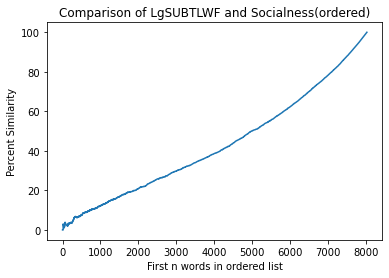 Comparison of LgSUBTLWF and Socialness(ordered)
100
80
60
40
20
0
Percent Similarity
0 1000 2000 3000 4000 5000 6000 7000 8000
First n words in ordered list